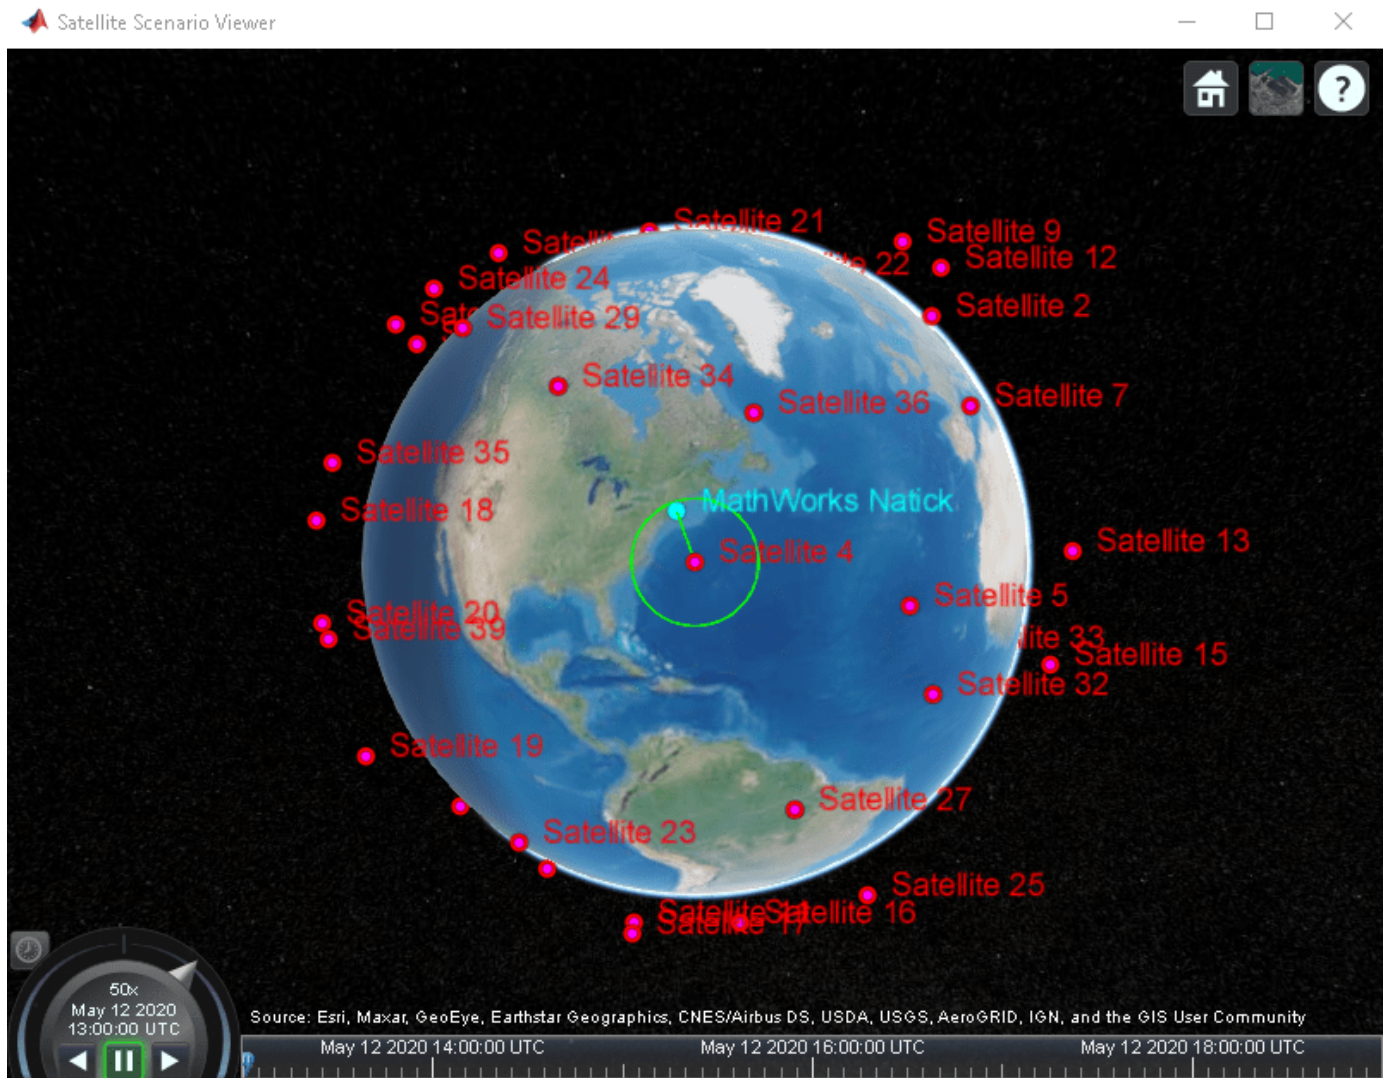 Satellite Scenario Viewer
?
Satellite 21
Satellite 9
Satellite 12
22
Satellite 24
Satellite 2
Satellite 29
Satellite 34
Satellite 7
Satellite 36
Satellite 35
MathWorks Natick
Satellite 18
Satellite 13
Satellite 4
Satellite 5
Satellite 20
Satellite 39
33
Satellite 15
Satellite 32
Satellite 19
Satellite 27
Satellite 23
Satellite 25
Satellite 16
Satellite 17
50x
May 12 2020
13:00:00 UTC
Source: Esri, Maxar, GeoEye, Earthstar Geographics, CNES/Airbus DS, USDA, USGS, AeroGRID, IGN, and the GIS User Community
May 12 2020 14:00:00 UTC
May 12 2020 16:00:00 UTC
May 12 2020 18:00:00 UTC